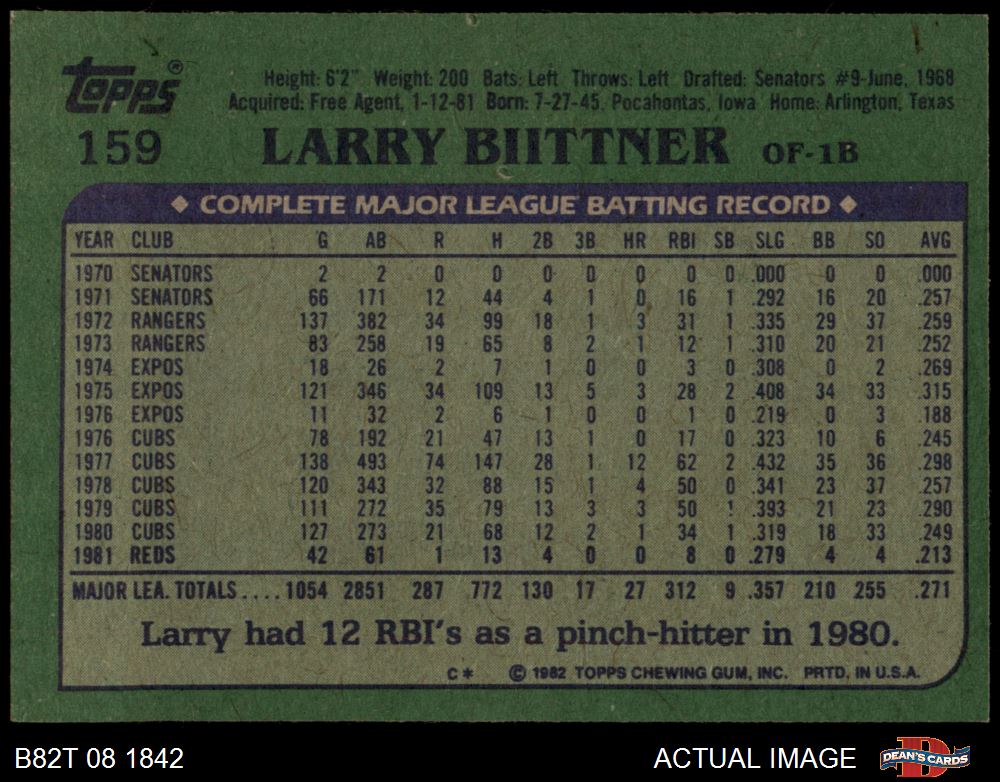 Topps®
Height: 6'2" Weight: 200 Bats: Left Throws: Left Drafted: Senators #9-June, 1968
Acquired: Free Agent, 1-12-81 Born: 7-27-45, Pocahontas, Iowa Home: Arlington, Texas
159 LARRY BIITTNER OF-1B
◆ COMPLETE MAJOR LEAGUE BATTING RECORD ◆
YEAR CLUB G AB R H 2B 3B HR RBI SB SLG BB SO AVG
1970 SENATORS 2 2 0 0 0 0 0 0 0 .000 0 0 .000
1971 SENATORS 66 171 12 44 4 1 0 16 1 .292 16 20 .257
1972 RANGERS 137 382 34 99 18 1 3 31 1 .335 29 37 .259
1973 RANGERS 83 258 19 65 8 2 1 12 1 .310 20 21 .252
1974 EXPOS 18 26 2 7 1 0 0 3 0 .308 0 2 .269
1975 EXPOS 121 346 34 109 13 5 3 28 2 .408 34 33 .315
1976 EXPOS 11 32 2 6 1 0 0 1 0 .219 0 3 .188
1976 CUBS 78 192 21 47 13 1 0 17 0 .323 10 6 .245
1977 CUBS 138 493 74 147 28 1 12 62 2 .432 35 36 .298
1978 CUBS 120 343 32 88 15 1 4 50 0 .341 23 37 .257
1979 CUBS 111 272 35 79 13 3 3 50 1 .393 21 23 .290
1980 CUBS 127 273 21 68 12 2 1 34 1 .319 18 33 .249
1981 REDS 42 61 1 13 4 0 0 8 0 .279 4 4 .213
MAJOR LEA. TOTALS.... 1054 2851 287 772 130 17 27 312 9 .357 210 255 .271
Larry had 12 RBI's as a pinch-hitter in 1980.
C* © 1982 TOPPS CHEWING GUM, INC. PRTD. IN U.S.A.
B82T 08 1842 ACTUAL IMAGE DEAN'S CARDS